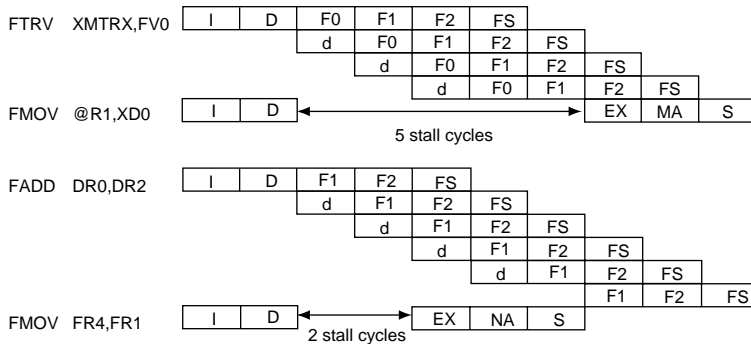 FTRV XMTRX,FV0 I D F0 F1 F2 FS
d F0 F1 F2 FS
d F0 F1 F2 FS
d F0 F1 F2 FS
FMOV @R1,XD0 I D EX MA S
5 stall cycles
FADD DR0,DR2 I D F1 F2 FS
d F1 F2 FS
d F1 F2 FS
d F1 F2 FS
d F1 F2 FS
F1 F2 FS
FMOV FR4,FR1 I D EX NA S
2 stall cycles